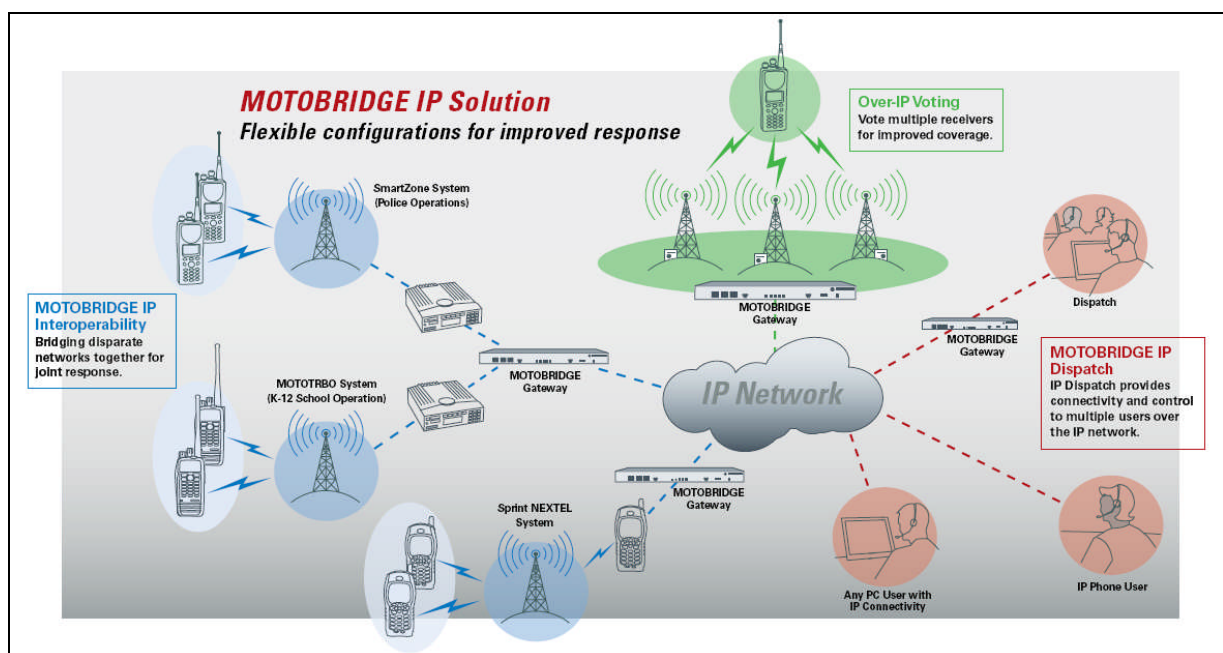 MOTOBRIDGE IP Solution
Flexible configurations for improved response
Over-IP Voting
Vote multiple receivers
for improved coverage.
SmartZone System
(Police Operations)
MOTOBRIDGE IP
Interoperability
Bridging disparate
networks together for
joint response.
MOTOBRIDGE
Gateway
MOTOBRIDGE
Gateway
Dispatch
MOTOBRIDGE
Gateway
MOTOBRIDGE IP
Dispatch
IP Dispatch provides
connectivity and control
to multiple users over
the IP network.
MOTOTRBO System
(K-12 School Operation)
IP Network
MOTOBRIDGE
Gateway
Sprint NEXTEL
System
Any PC User with
IP Connectivity
IP Phone User